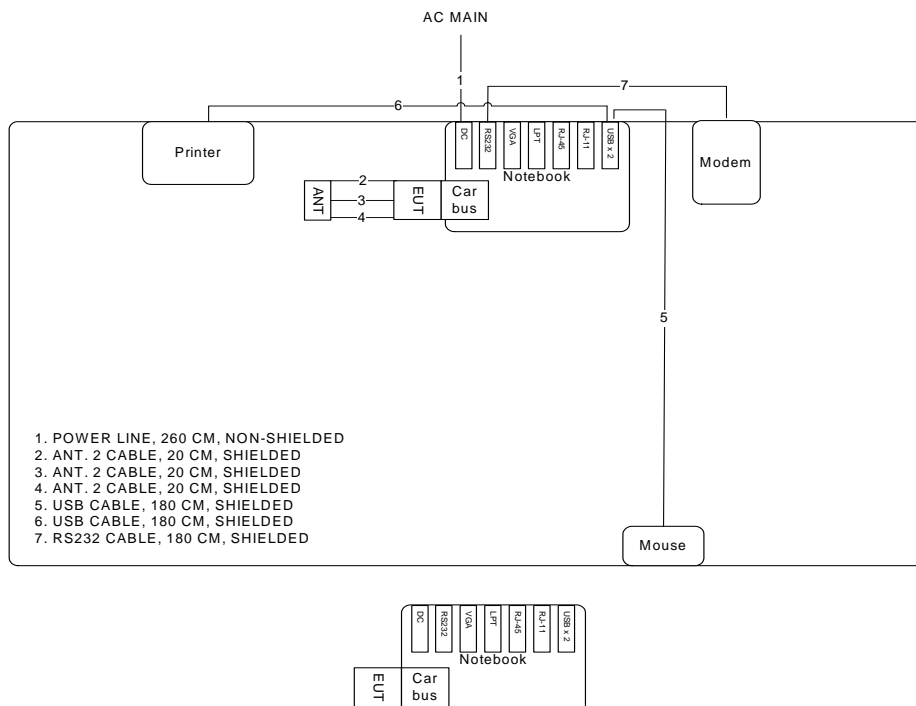 AC MAIN
1
7
6
Printer
DC
RS232
VGA
LPT
RJ-45
RJ-11
USB x 2
Notebook
Modem
ANT
2
3
4
EUT
Car
bus
5
1. POWER LINE, 260 CM, NON-SHIELDED
2. ANT. 2 CABLE, 20 CM, SHIELDED
3. ANT. 2 CABLE, 20 CM, SHIELDED
4. ANT. 2 CABLE, 20 CM, SHIELDED
5. USB CABLE, 180 CM, SHIELDED
6. USB CABLE, 180 CM, SHIELDED
7. RS232 CABLE, 180 CM, SHIELDED
Mouse
DC
RS232
VGA
LPT
RJ-45
RJ-11
USB x 2
Notebook
EUT
Car
bus